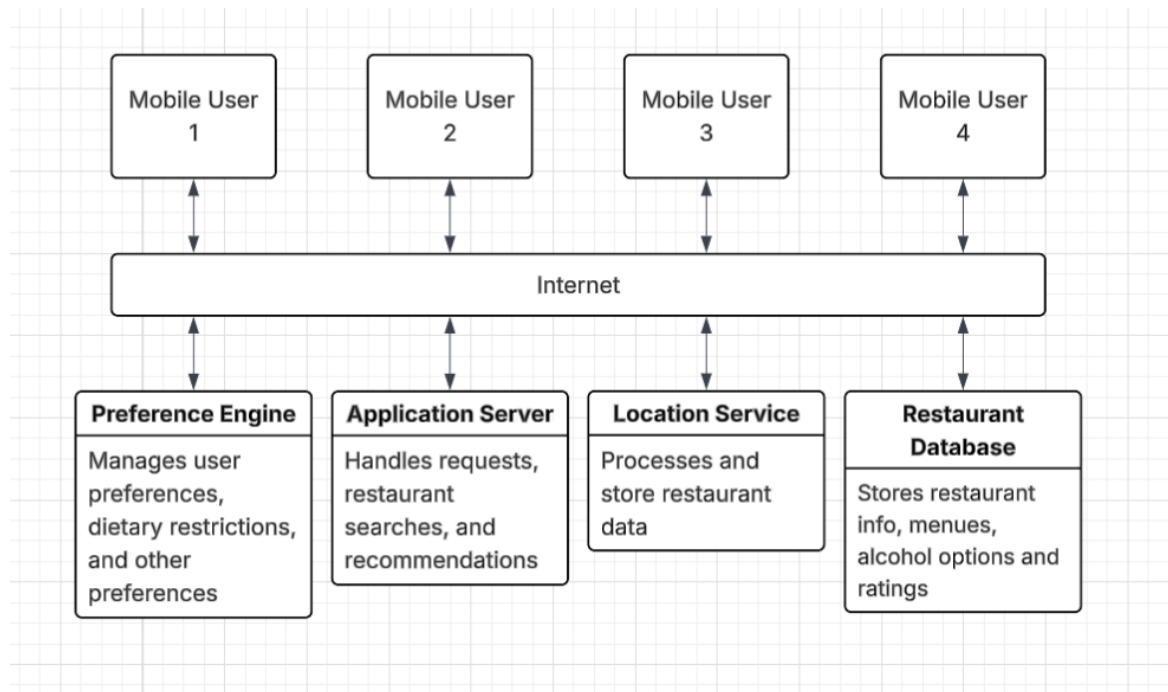 Mobile User
1
Mobile User
2
Mobile User
3
Mobile User
4
Internet
Preference Engine
Manages user
preferences,
dietary restrictions,
and other
preferences
Application Server
Handles requests,
restaurant
searches, and
recommendations
Location Service
Processes and
store restaurant
data
Restaurant
Database
Stores restaurant
info, menues,
alcohol options and
ratings